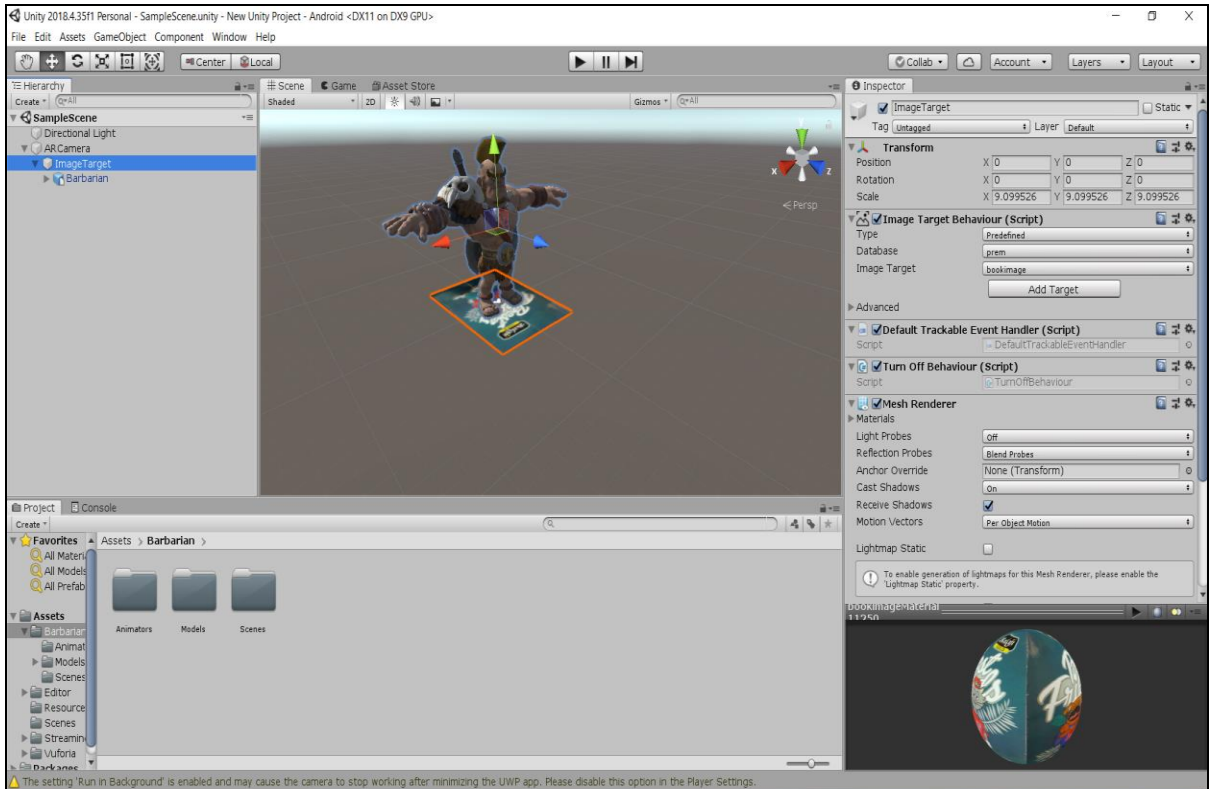 Unity 2018.4.35f1 Personal - SampleScene.unity - New Unity Project - Android <DX11 on DX9 GPU>
File Edit Assets GameObject Component Window Help
Center Local
Collab Account Layers Layout
Hierarchy
Create Q▾All
SampleScene
Directional Light
ARCamera
ImageTarget
Barbarian
Scene Game Asset Store
Shaded 2D Gizmos Q▾All
y
x z
Persp
Inspector
ImageTarget Static
Tag Untagged Layer Default
Transform
Position X 0 Y 0 Z 0
Rotation X 0 Y 0 Z 0
Scale X 9.099526 Y 9.099526 Z 9.099526
Image Target Behaviour (Script)
Type Predefined
Database prem
Image Target bookimage
Add Target
Advanced
Default Trackable Event Handler (Script)
Script DefaultTrackableEventHandler
Turn Off Behaviour (Script)
Script TurnOffBehaviour
Mesh Renderer
Materials
Light Probes Off
Reflection Probes Blend Probes
Anchor Override None (Transform)
Cast Shadows On
Receive Shadows
Motion Vectors Per Object Motion
Lightmap Static
To enable generation of lightmaps for this Mesh Renderer, please enable the
'Lightmap Static' property.
bookimageMaterial
11250
Project Console
Create
Favorites
All Materi
All Models
All Prefab
Assets
Barbarian
Animat
Models
Scenes
Editor
Resource
Scenes
Streamin
Vuforia
Packages
Assets > Barbarian >
Animators Models Scenes
The setting 'Run in Background' is enabled and may cause the camera to stop working after minimizing the UWP app. Please disable this option in the Player Settings.